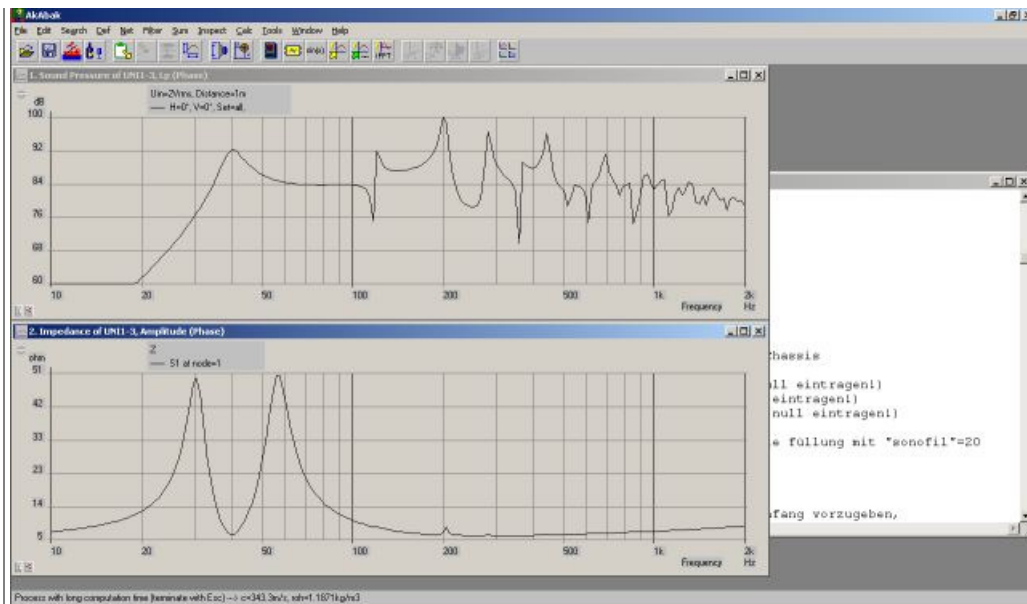 AkAbak
File Edit Search Def Net Filter Sum Inspect Calc Tools Window Help
1. Sound Pressure of UNI1-3, Lp (Phase)
Uin=2Vrms, Distance=1m
H=0°, V=0°, Set=all.
dB
100
92
84
76
68
60
10 20 50 100 200 500 1k 2k
Frequency Hz
2. Impedance of UNI1-3, Amplitude (Phase)
Z
S1 at node=1
ohm
51
42
33
23
14
5
10 20 50 100 200 500 1k 2k
Frequency Hz
Chassis
ll eintragen!)
eintragen!)
null eintragen!)
e füllung mit "sonofil"=20
fang vorzugeben,
Process with long computation time (terminate with Esc) --> c=343.3m/s, roh=1.1871kg/m3